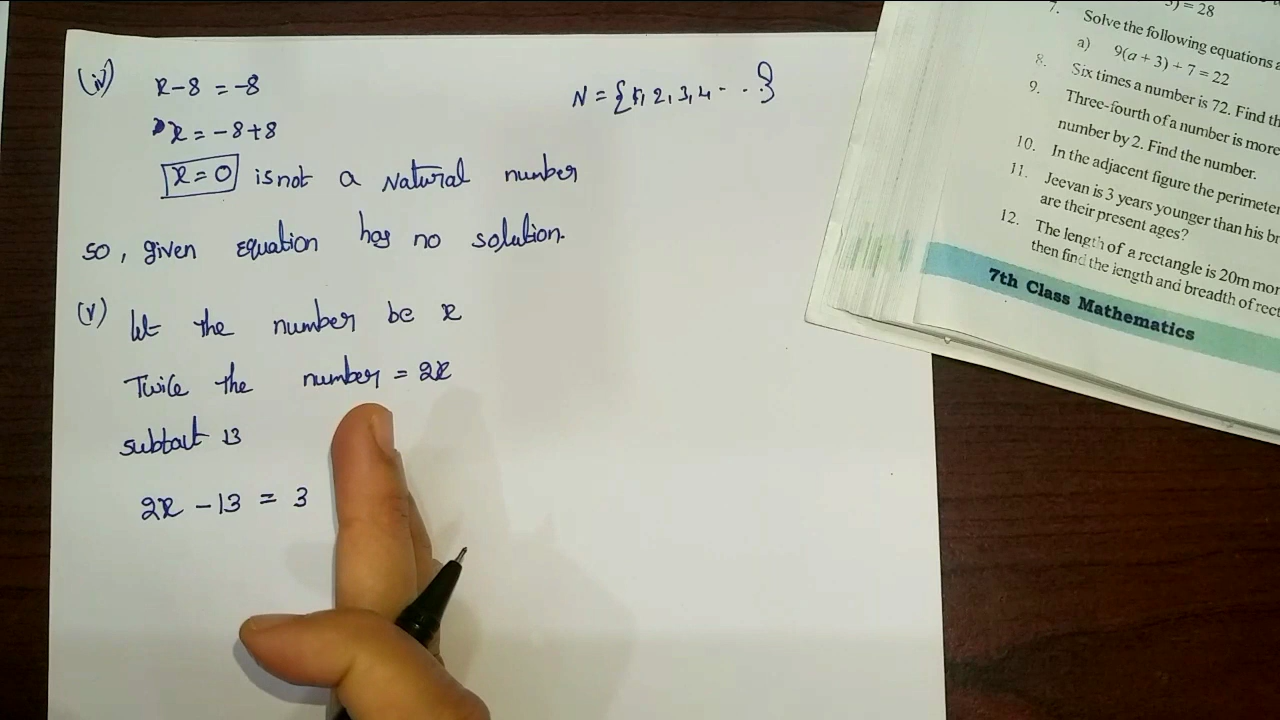 (iv) x-8 = -8
x = -8+8
x=0 is not a Natural number
so, given equation has no solution.
N = {1, 2, 3, 4 - . . }
(v) let the number be x
Twice the number = 2x
subtact 13
2x - 13 = 3
) = 28
7. Solve the following equations
a) 9(a + 3) + 7 = 22
8. Six times a number is 72. Find th
9. Three-fourth of a number is more
number by 2. Find the number.
10. In the adjacent figure the perimeter
11. Jeevan is 3 years younger than his br
are their present ages?
12. The length of a rectangle is 20m mor
then find the length and breadth of rect
7th Class Mathematics